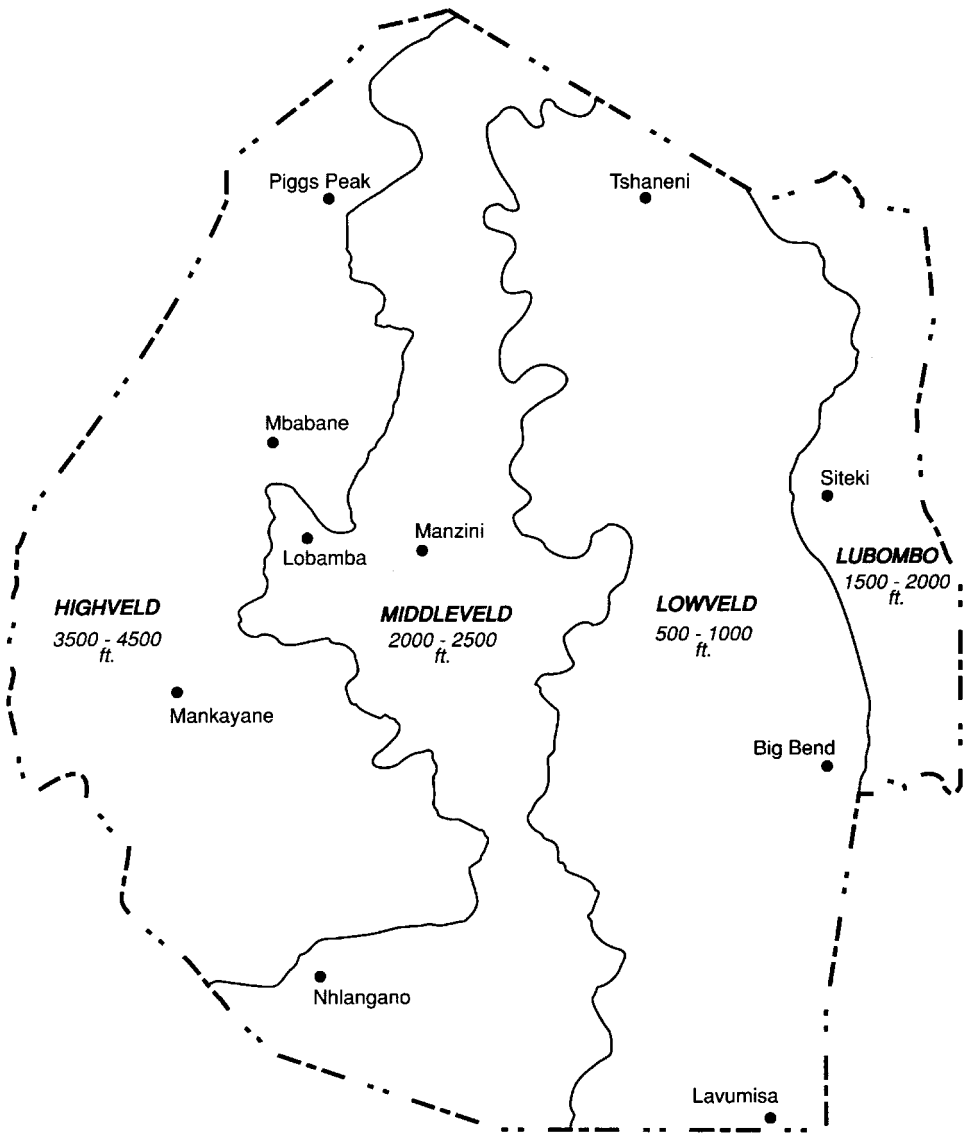 Piggs Peak
Tshaneni
Mbabane
Siteki
Lobamba
Manzini
LUBOMBO
1500 - 2000
ft.
HIGHVELD
3500 - 4500
ft.
MIDDLEVELD
2000 - 2500
ft.
LOWVELD
500 - 1000
ft.
Mankayane
Big Bend
Nhlangano
Lavumisa